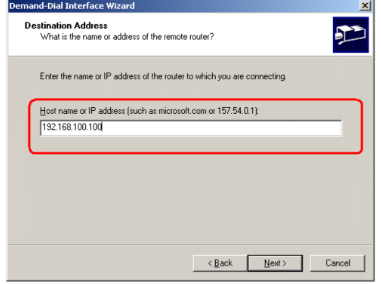 Demand-Dial Interface Wizard
Destination Address
What is the name or address of the remote router?
Enter the name or IP address of the router to which you are connecting.
Host name or IP address (such as microsoft.com or 157.54.0.1):
192.168.100.100
< Back Next > Cancel